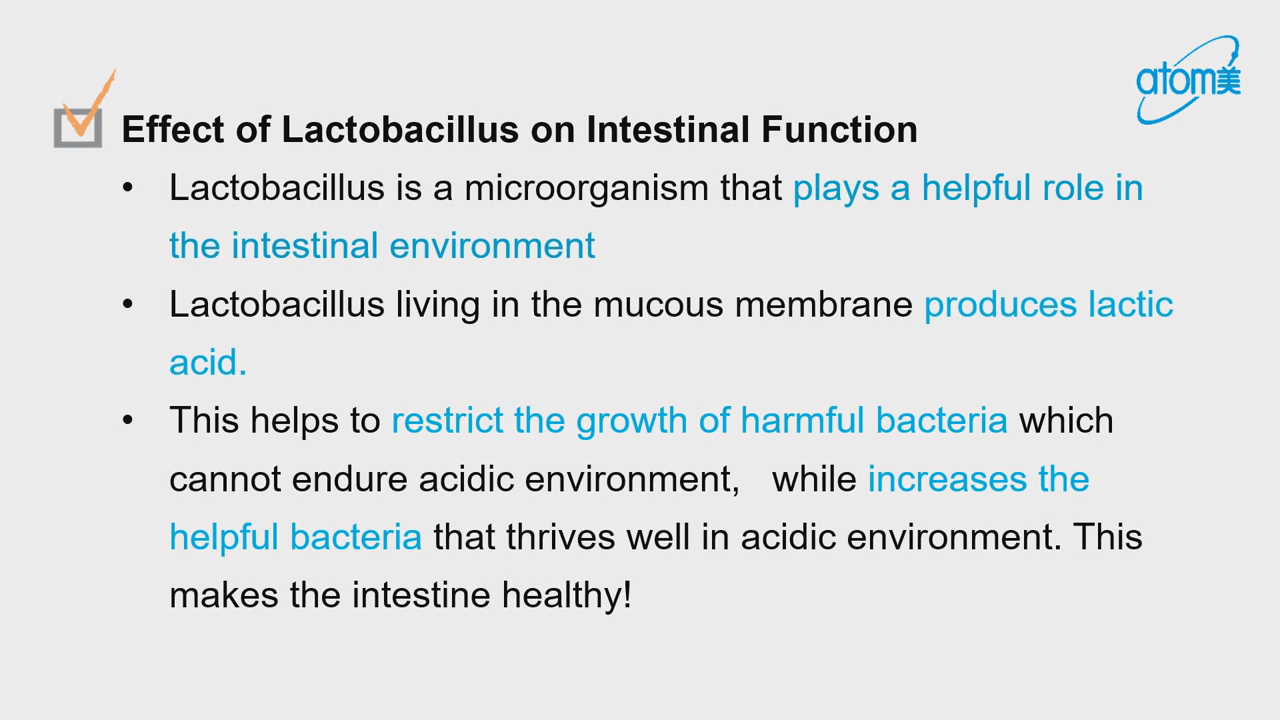 atom美
Effect of Lactobacillus on Intestinal Function
• Lactobacillus is a microorganism that plays a helpful role in
the intestinal environment
• Lactobacillus living in the mucous membrane produces lactic
acid.
• This helps to restrict the growth of harmful bacteria which
cannot endure acidic environment, while increases the
helpful bacteria that thrives well in acidic environment. This
makes the intestine healthy!